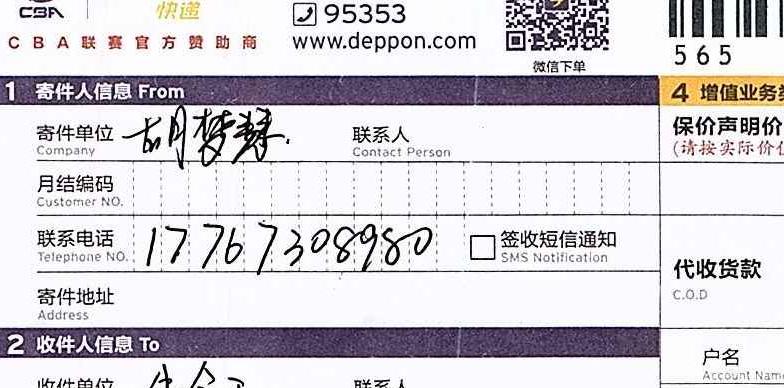 CBA 快递 95353
CBA联赛官方赞助商 www.deppon.com
微信下单
565
1 寄件人信息 From
4 增值业务
寄件单位 胡梦 联系人
Company Contact Person
保价声明价
(请按实际价
月结编码
Customer NO.
联系电话 17767308980 签收短信通知
Telephone NO. SMS Notification
代收货款
C.O.D
寄件地址
Address
2 收件人信息 To
户名
Account Name
收件单位 联系人